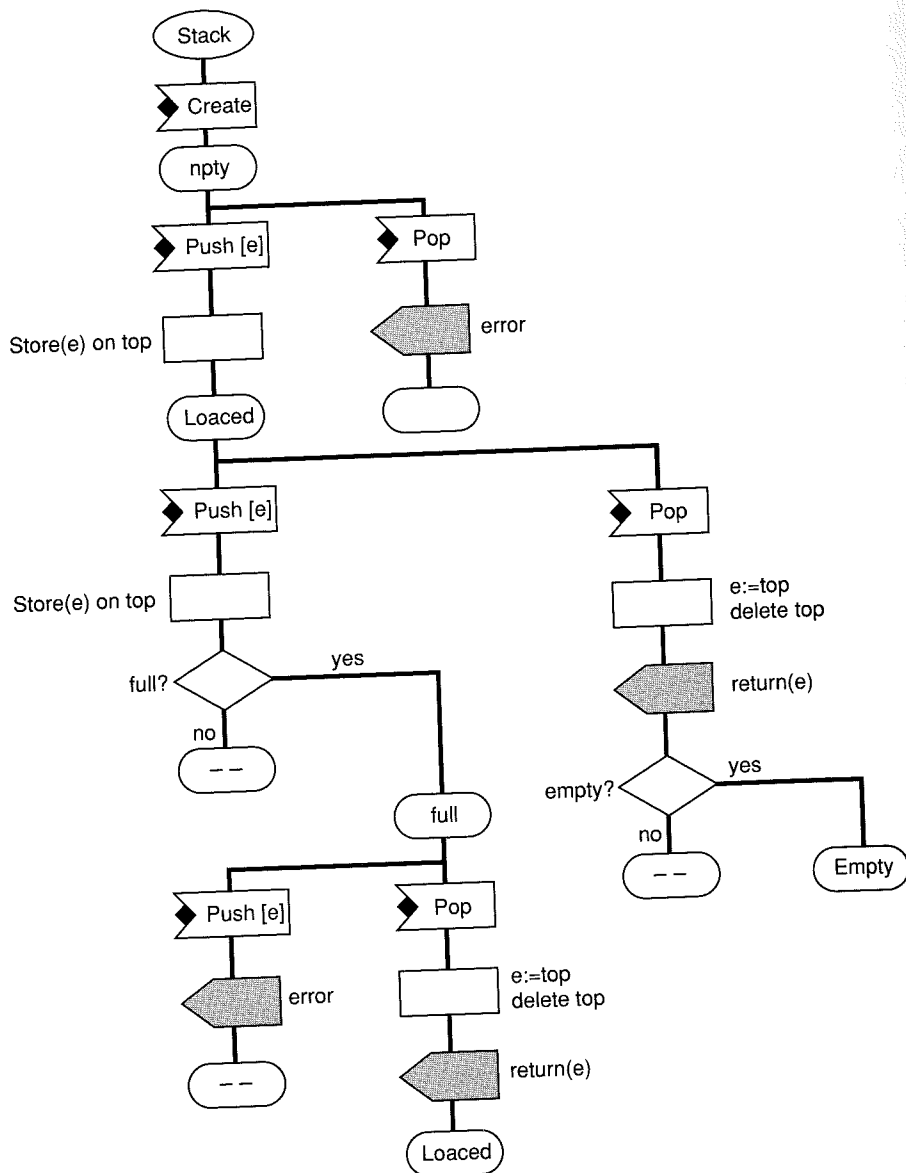 Stack
Create
npty
Push [e]
Pop
Store(e) on top
error
Loaced
Push [e]
Pop
Store(e) on top
e:=top
delete top
full?
yes
return(e)
no
– –
empty?
yes
full
no
– –
Empty
Push [e]
Pop
error
e:=top
delete top
– –
return(e)
Loaced